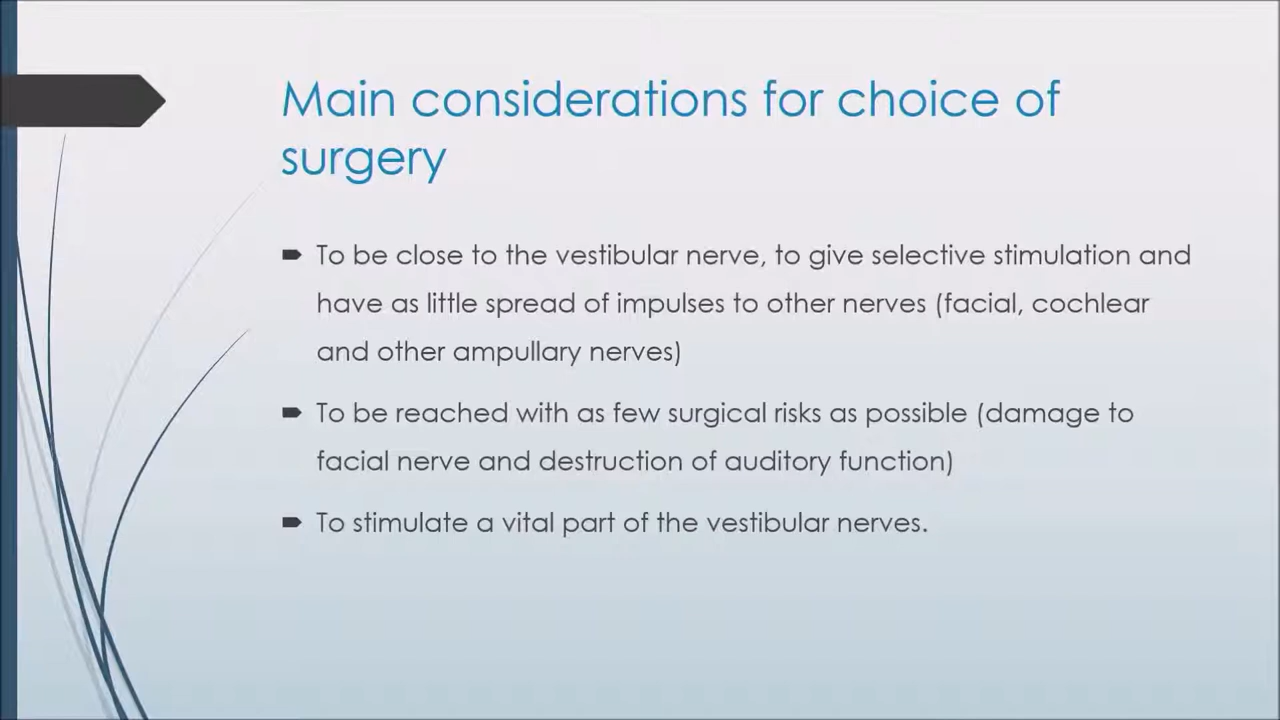 Main considerations for choice of
surgery
To be close to the vestibular nerve, to give selective stimulation and
have as little spread of impulses to other nerves (facial, cochlear
and other ampullary nerves)
To be reached with as few surgical risks as possible (damage to
facial nerve and destruction of auditory function)
To stimulate a vital part of the vestibular nerves.